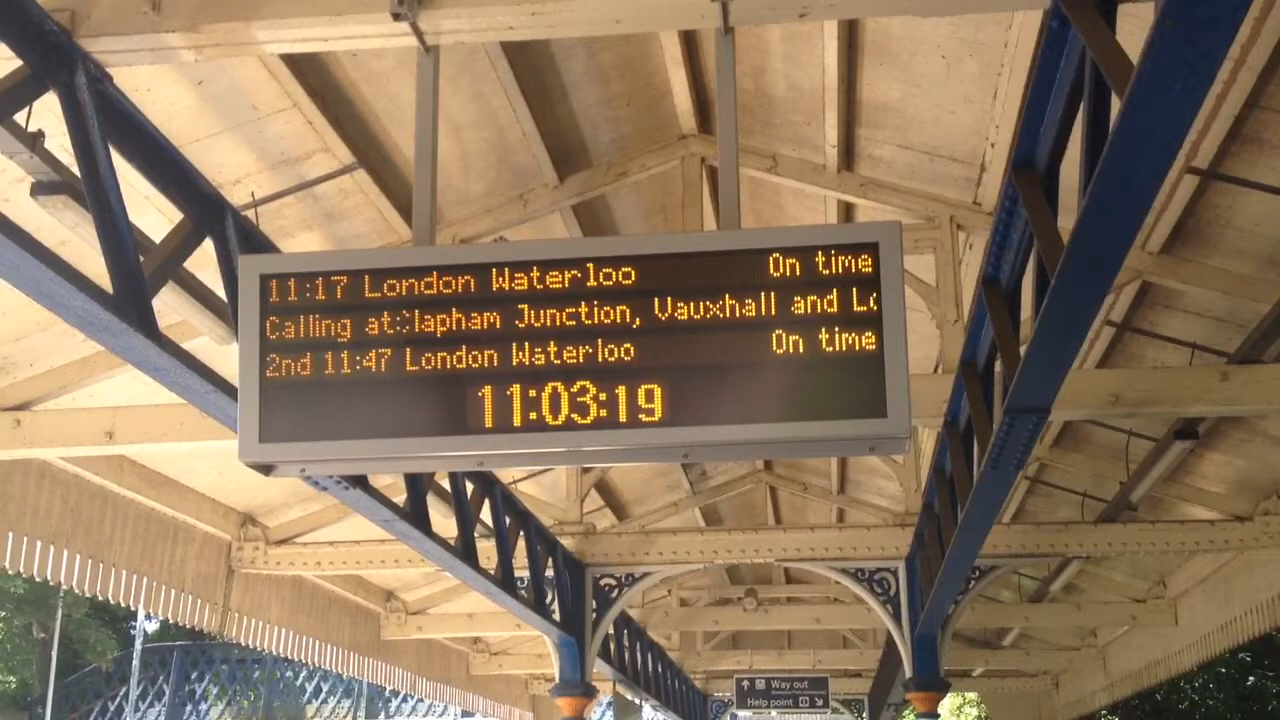 11:17 London Waterloo On time
Calling at:Clapham Junction, Vauxhall and Lo
2nd 11:47 London Waterloo On time
11:03:19
Way out
Help point